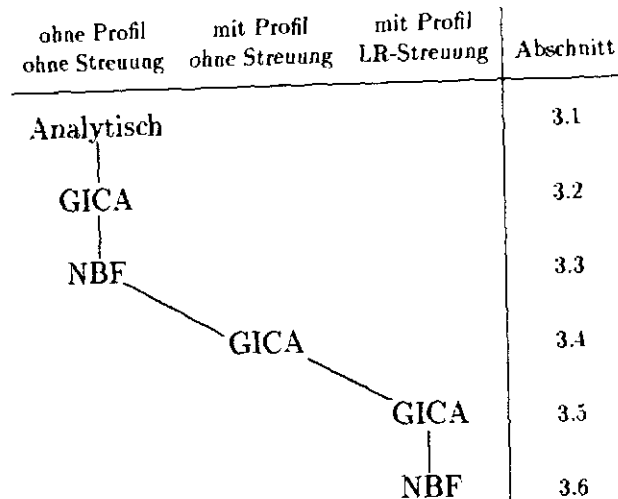 ohne Profil mit Profil mit Profil
ohne Streuung ohne Streuung LR-Streuung Abschnitt
Analytisch 3.1
GICA 3.2
NBF 3.3
GICA 3.4
GICA 3.5
NBF 3.6